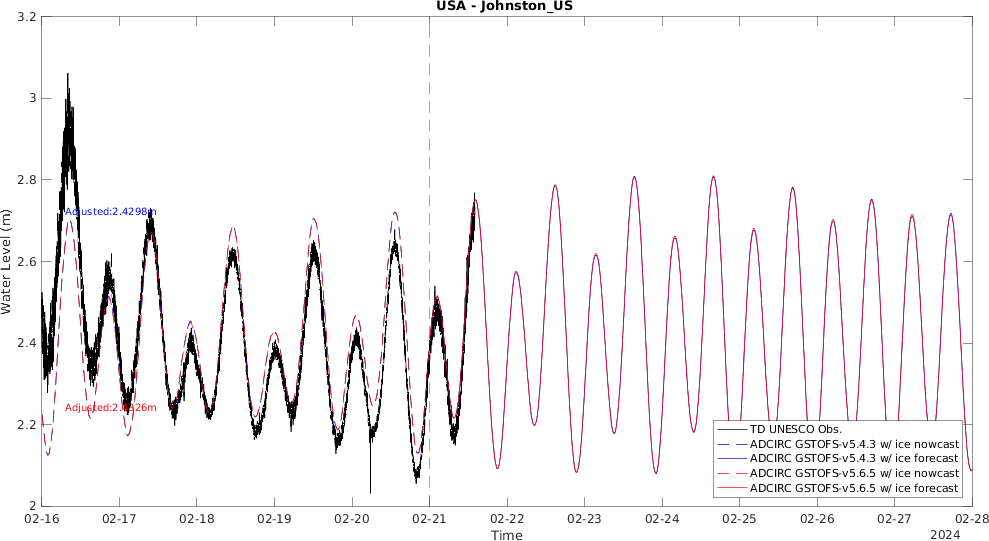 USA - Johnston_US
3.2
3
2.8
2.6
2.4
2.2
2
Water Level (m)
Adjusted:2.4298m
TD UNESCO Obs.
ADCIRC GSTOFS-v5.4.3 w/ ice nowcast
ADCIRC GSTOFS-v5.4.3 w/ ice forecast
ADCIRC GSTOFS-v5.6.5 w/ ice nowcast
ADCIRC GSTOFS-v5.6.5 w/ ice forecast
02-16 02-17 02-18 02-19 02-20 02-21 02-22 02-23 02-24 02-25 02-26 02-27 02-28
Time
2024